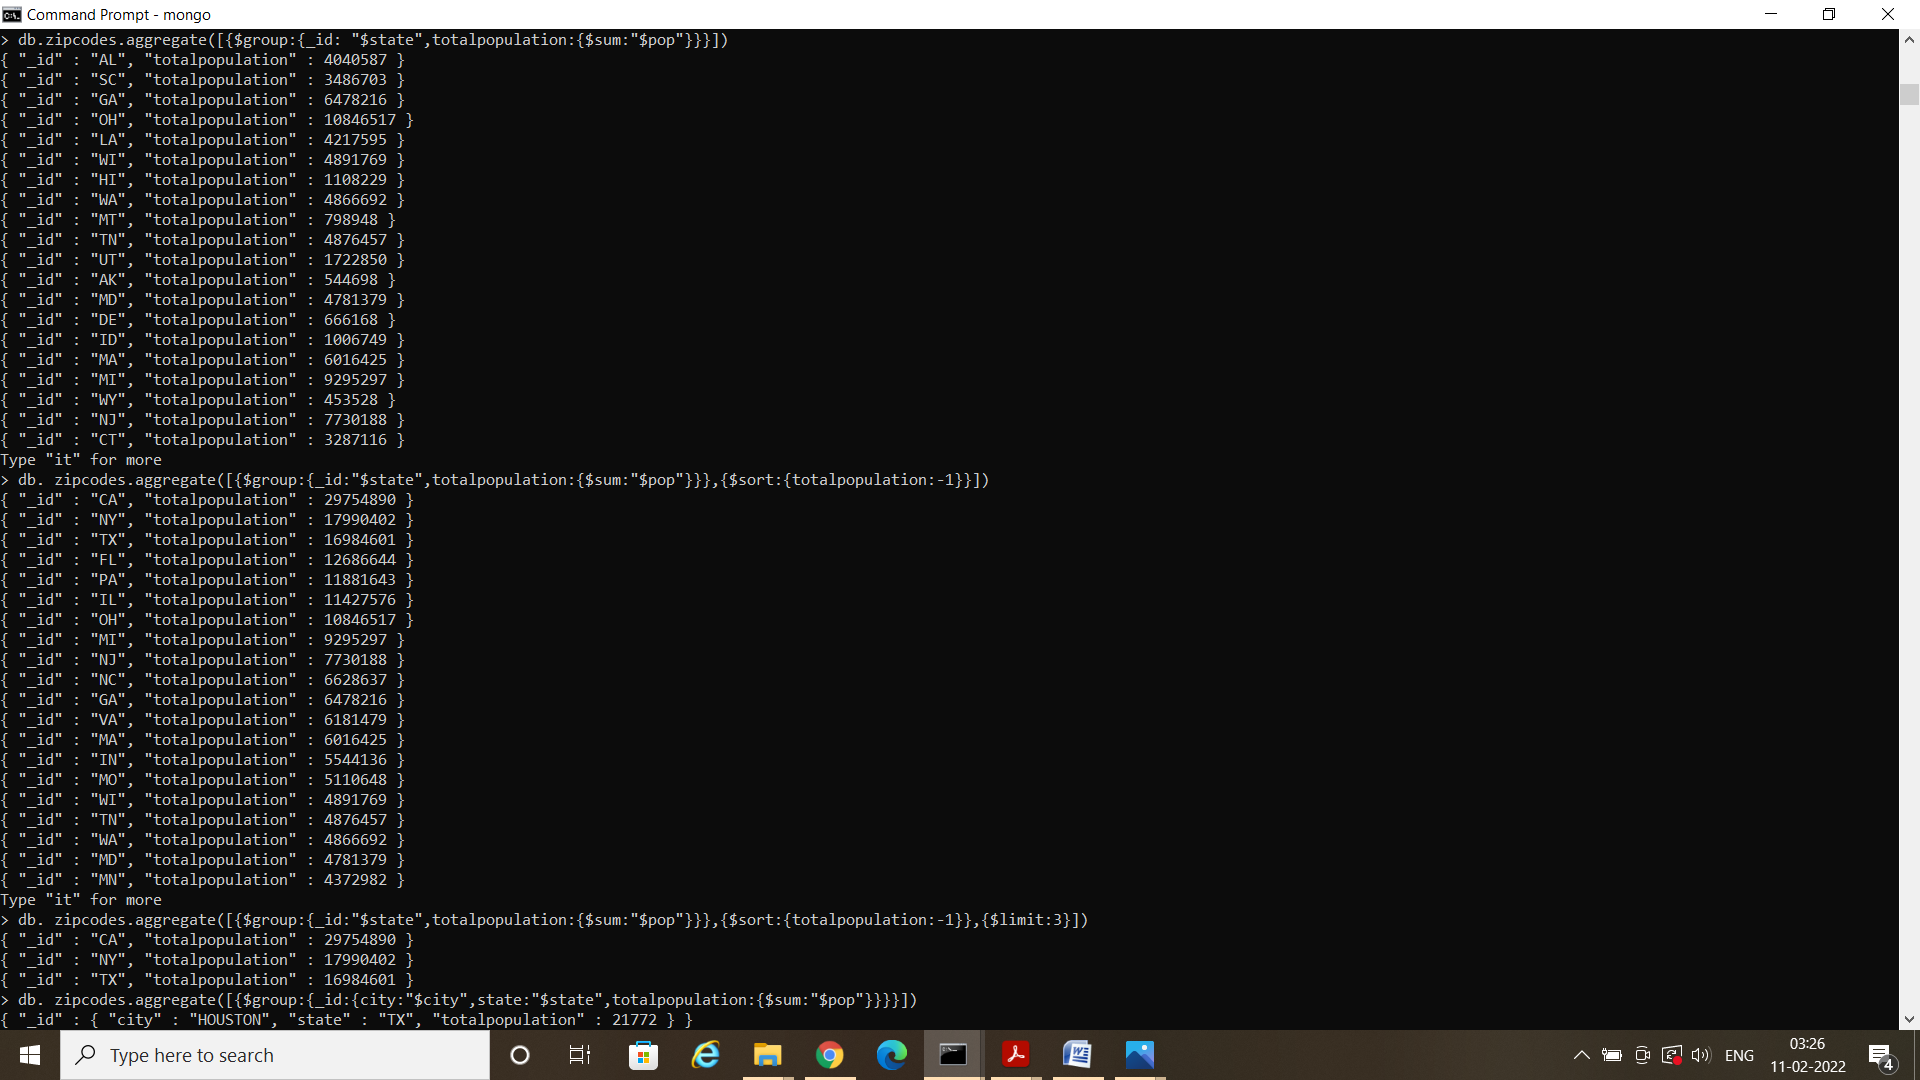 Command Prompt - mongo
> db.zipcodes.aggregate([{$group:{_id: "$state",totalpopulation:{$sum:"$pop"}}}])
{ "_id" : "AL", "totalpopulation" : 4040587 }
{ "_id" : "SC", "totalpopulation" : 3486703 }
{ "_id" : "GA", "totalpopulation" : 6478216 }
{ "_id" : "OH", "totalpopulation" : 10846517 }
{ "_id" : "LA", "totalpopulation" : 4217595 }
{ "_id" : "WI", "totalpopulation" : 4891769 }
{ "_id" : "HI", "totalpopulation" : 1108229 }
{ "_id" : "WA", "totalpopulation" : 4866692 }
{ "_id" : "MT", "totalpopulation" : 798948 }
{ "_id" : "TN", "totalpopulation" : 4876457 }
{ "_id" : "UT", "totalpopulation" : 1722850 }
{ "_id" : "AK", "totalpopulation" : 544698 }
{ "_id" : "MD", "totalpopulation" : 4781379 }
{ "_id" : "DE", "totalpopulation" : 666168 }
{ "_id" : "ID", "totalpopulation" : 1006749 }
{ "_id" : "MA", "totalpopulation" : 6016425 }
{ "_id" : "MI", "totalpopulation" : 9295297 }
{ "_id" : "WY", "totalpopulation" : 453528 }
{ "_id" : "NJ", "totalpopulation" : 7730188 }
{ "_id" : "CT", "totalpopulation" : 3287116 }
Type "it" for more
> db. zipcodes.aggregate([{$group:{_id:"$state",totalpopulation:{$sum:"$pop"}}},{$sort:{totalpopulation:-1}}])
{ "_id" : "CA", "totalpopulation" : 29754890 }
{ "_id" : "NY", "totalpopulation" : 17990402 }
{ "_id" : "TX", "totalpopulation" : 16984601 }
{ "_id" : "FL", "totalpopulation" : 12686644 }
{ "_id" : "PA", "totalpopulation" : 11881643 }
{ "_id" : "IL", "totalpopulation" : 11427576 }
{ "_id" : "OH", "totalpopulation" : 10846517 }
{ "_id" : "MI", "totalpopulation" : 9295297 }
{ "_id" : "NJ", "totalpopulation" : 7730188 }
{ "_id" : "NC", "totalpopulation" : 6628637 }
{ "_id" : "GA", "totalpopulation" : 6478216 }
{ "_id" : "VA", "totalpopulation" : 6181479 }
{ "_id" : "MA", "totalpopulation" : 6016425 }
{ "_id" : "IN", "totalpopulation" : 5544136 }
{ "_id" : "MO", "totalpopulation" : 5110648 }
{ "_id" : "WI", "totalpopulation" : 4891769 }
{ "_id" : "TN", "totalpopulation" : 4876457 }
{ "_id" : "WA", "totalpopulation" : 4866692 }
{ "_id" : "MD", "totalpopulation" : 4781379 }
{ "_id" : "MN", "totalpopulation" : 4372982 }
Type "it" for more
> db. zipcodes.aggregate([{$group:{_id:"$state",totalpopulation:{$sum:"$pop"}}},{$sort:{totalpopulation:-1}},{$limit:3}])
{ "_id" : "CA", "totalpopulation" : 29754890 }
{ "_id" : "NY", "totalpopulation" : 17990402 }
{ "_id" : "TX", "totalpopulation" : 16984601 }
> db. zipcodes.aggregate([{$group:{_id:{city:"$city",state:"$state",totalpopulation:{$sum:"$pop"}}}}])
{ "_id" : { "city" : "HOUSTON", "state" : "TX", "totalpopulation" : 21772 } }
Type here to search
ENG
03:26
11-02-2022
4